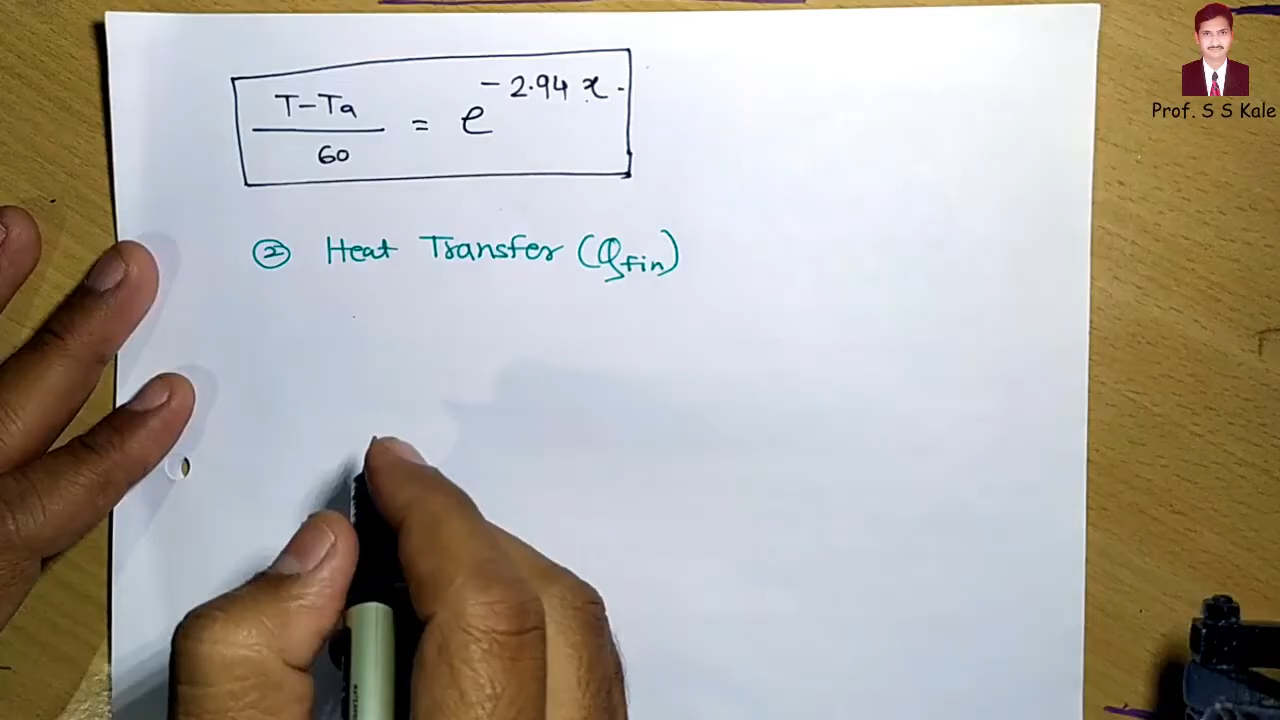 T-Ta / 60 = e^-2.94 x.
② Heat Transfer (Qfin)
Prof. S S Kale